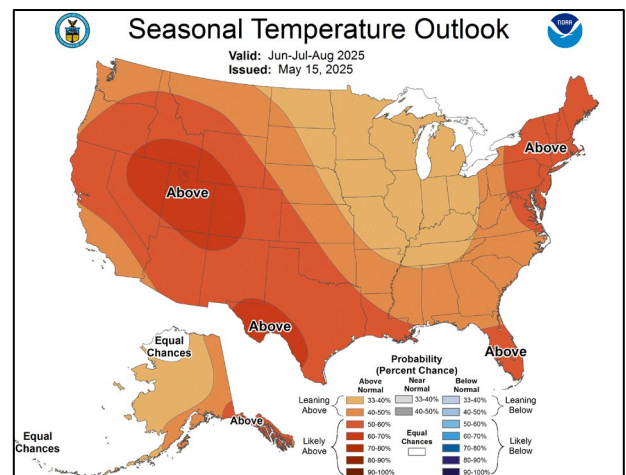 Seasonal Temperature Outlook
NOAA
Valid: Jun-Jul-Aug 2025
Issued: May 15, 2025
Above
Above
Above
Above
Equal
Chances
Above
Equal
Chances
Probability
(Percent Chance)
Above
Normal
Near
Normal
Below
Normal
Leaning
Above
33-40%
40-50%
33-40%
40-50%
33-40%
40-50%
Leaning
Below
Likely
Above
50-60%
60-70%
70-80%
80-90%
90-100%
Equal
Chances
50-60%
60-70%
70-80%
80-90%
90-100%
Likely
Below